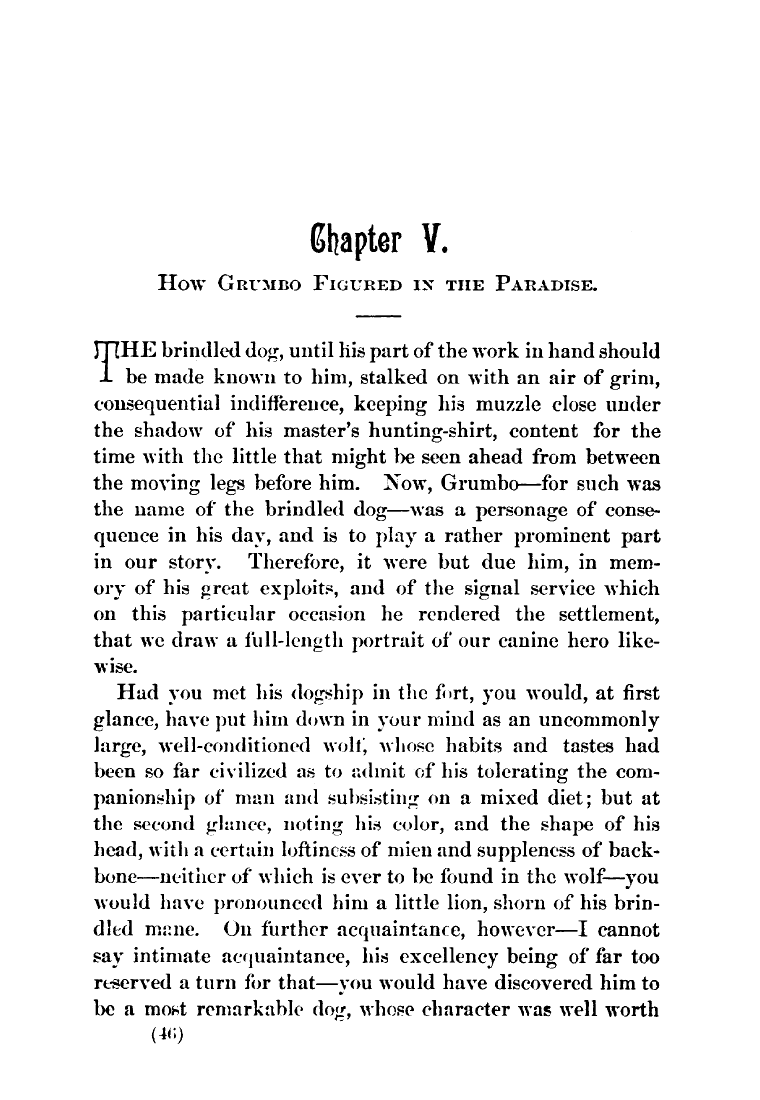 Chapter V.
How Grumbo Figured in the Paradise.
THE brindled dog, until his part of the work in hand should
be made known to him, stalked on with an air of grim,
consequential indifference, keeping his muzzle close under
the shadow of his master's hunting-shirt, content for the
time with the little that might be seen ahead from between
the moving legs before him. Now, Grumbo—for such was
the name of the brindled dog—was a personage of conse-
quence in his day, and is to play a rather prominent part
in our story. Therefore, it were but due him, in mem-
ory of his great exploits, and of the signal service which
on this particular occasion he rendered the settlement,
that we draw a full-length portrait of our canine hero like-
wise.
Had you met his dogship in the fort, you would, at first
glance, have put him down in your mind as an uncommonly
large, well-conditioned wolf, whose habits and tastes had
been so far civilized as to admit of his tolerating the com-
panionship of man and subsisting on a mixed diet; but at
the second glance, noting his color, and the shape of his
head, with a certain loftiness of mien and suppleness of back-
bone—neither of which is ever to be found in the wolf—you
would have pronounced him a little lion, shorn of his brin-
dled mane. On further acquaintance, however—I cannot
say intimate acquaintance, his excellency being of far too
reserved a turn for that—you would have discovered him to
be a most remarkable dog, whose character was well worth
(46)